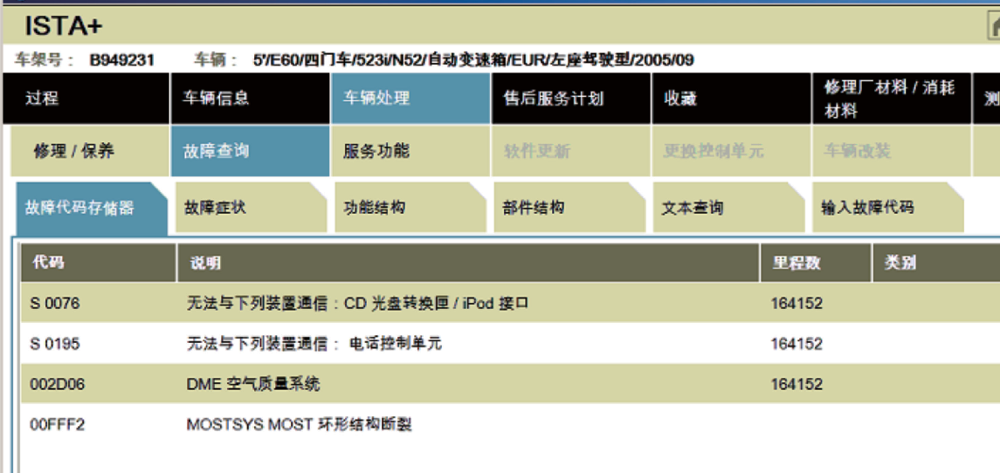 ISTA+
车架号： B949231 车辆： 5'/E60/四门车/523i/N52/自动变速箱/EUR/左座驾驶型/2005/09
过程 车辆信息 车辆处理 售后服务计划 收藏 修理厂材料 / 消耗材料 测
修理 / 保养 故障查询 服务功能 软件更新 更换控制单元 车辆改装
故障代码存储器 故障症状 功能结构 部件结构 文本查询 输入故障代码
代码 说明 里程数 类别
S 0076 无法与下列装置通信：CD 光盘转换匣 / iPod 接口 164152
S 0195 无法与下列装置通信： 电话控制单元 164152
002D06 DME 空气质量系统 164152
00FFF2 MOSTSYS MOST 环形结构断裂